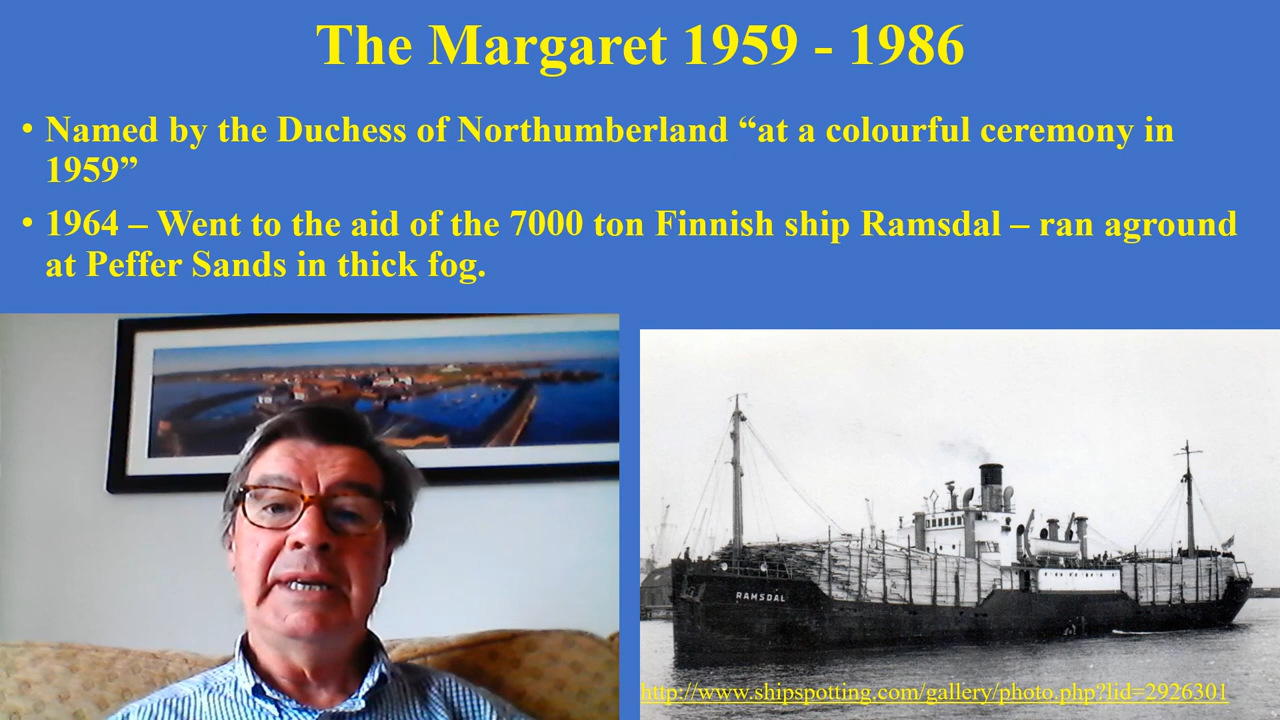 The Margaret 1959 - 1986
• Named by the Duchess of Northumberland “at a colourful ceremony in
1959”
• 1964 – Went to the aid of the 7000 ton Finnish ship Ramsdal – ran aground
at Peffer Sands in thick fog.
RAMSDAL
http://www.shipspotting.com/gallery/photo.php?lid=2926301